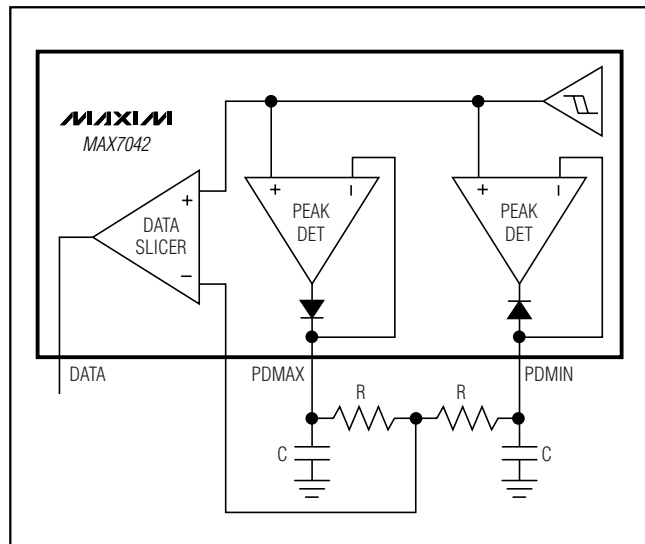 MAXIM
MAX7042
DATA
SLICER
+
−
PEAK
DET
+
−
PEAK
DET
+
−
DATA
PDMAX
PDMIN
R
R
C
C